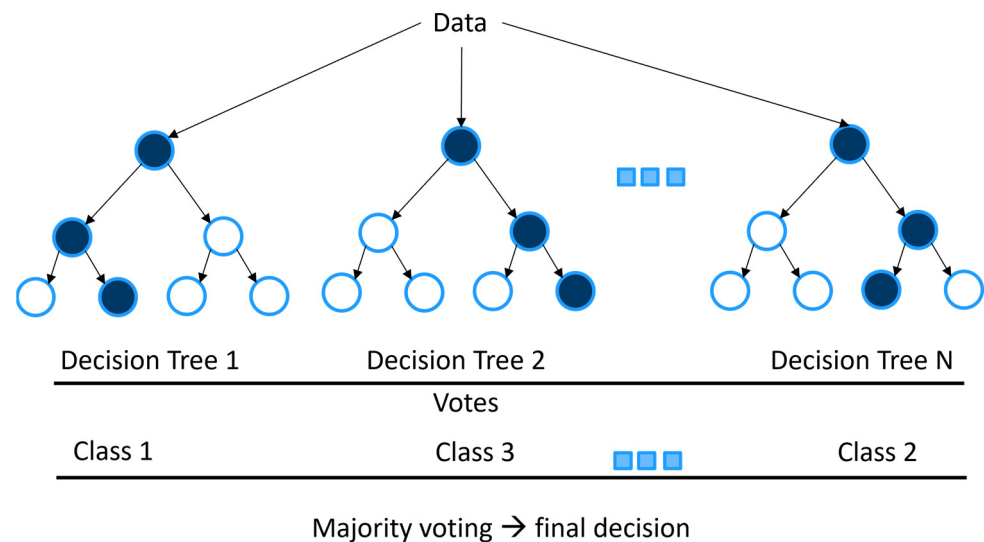 Data
Decision Tree 1
Decision Tree 2
Decision Tree N
Votes
Class 1
Class 3
Class 2
Majority voting → final decision